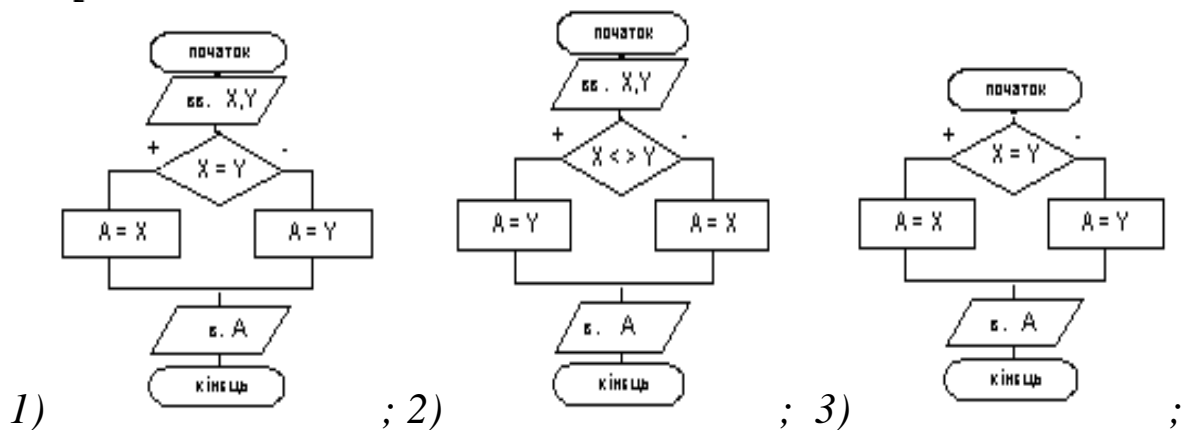 початок
вв. X,Y
+ -
X = Y
A = X A = Y
в. A
кінець
1) ;
початок
вв. X,Y
+ -
X < > Y
A = Y A = X
в. A
кінець
2) ;
початок
+ -
X = Y
A = X A = Y
в. A
кінець
3) ;